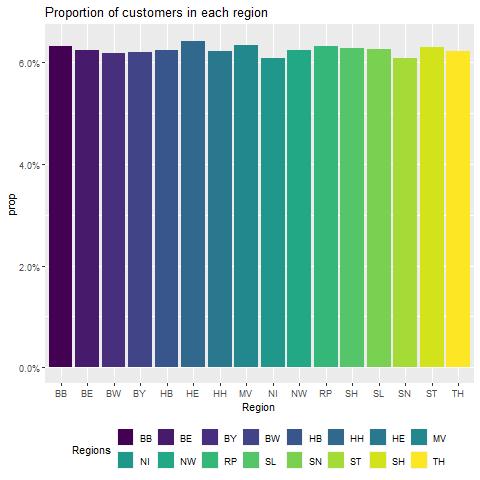 Proportion of customers in each region
6.0%
4.0%
2.0%
0.0%
prop
BB BE BW BY HB HE HH MV NI NW RP SH SL SN ST TH
Region
Regions
BB BE BY BW HB HH HE MV
NI NW RP SL SN ST SH TH